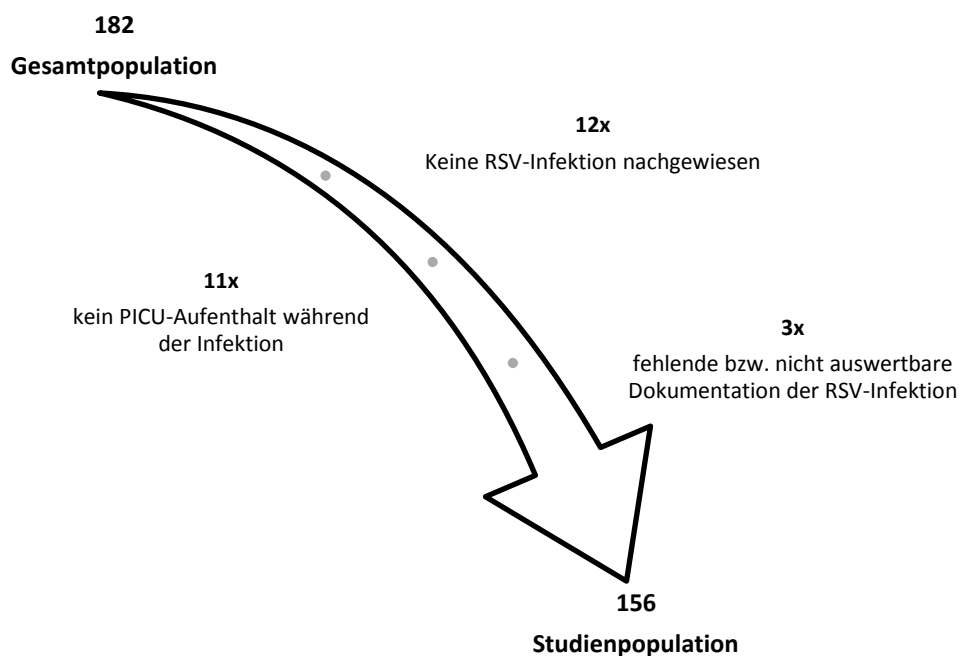 182
Gesamtpopulation
12x
Keine RSV-Infektion nachgewiesen
11x
kein PICU-Aufenthalt während
der Infektion
3x
fehlende bzw. nicht auswertbare
Dokumentation der RSV-Infektion
156
Studienpopulation